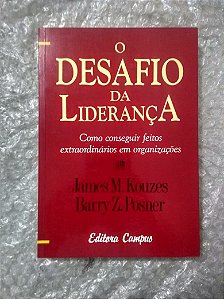 O
DESAFIO
DA
LIDERANÇA
Como conseguir feitos
extraordinários em organizações
James M. Kouzes
Barry Z. Posner
Editora Campus